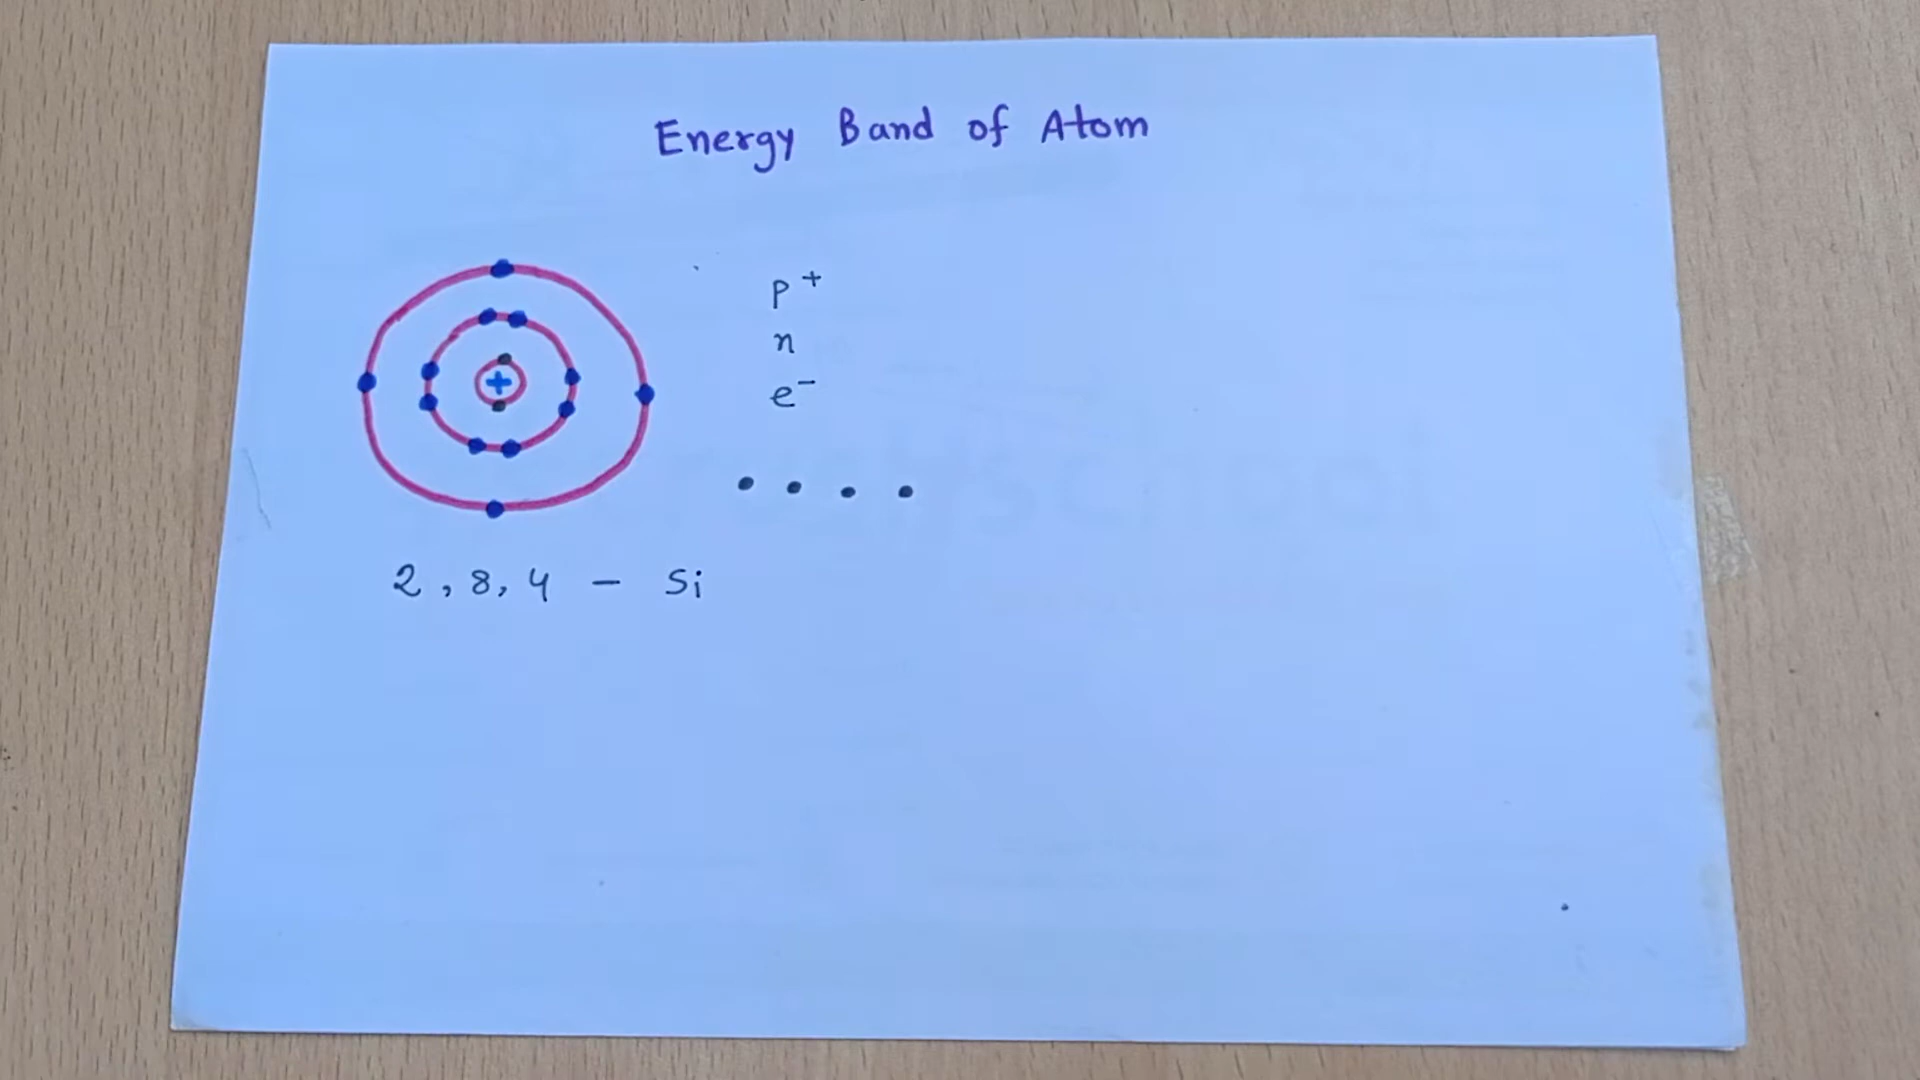 Energy Band of Atom
+
p+
n
e-
2, 8, 4 - Si